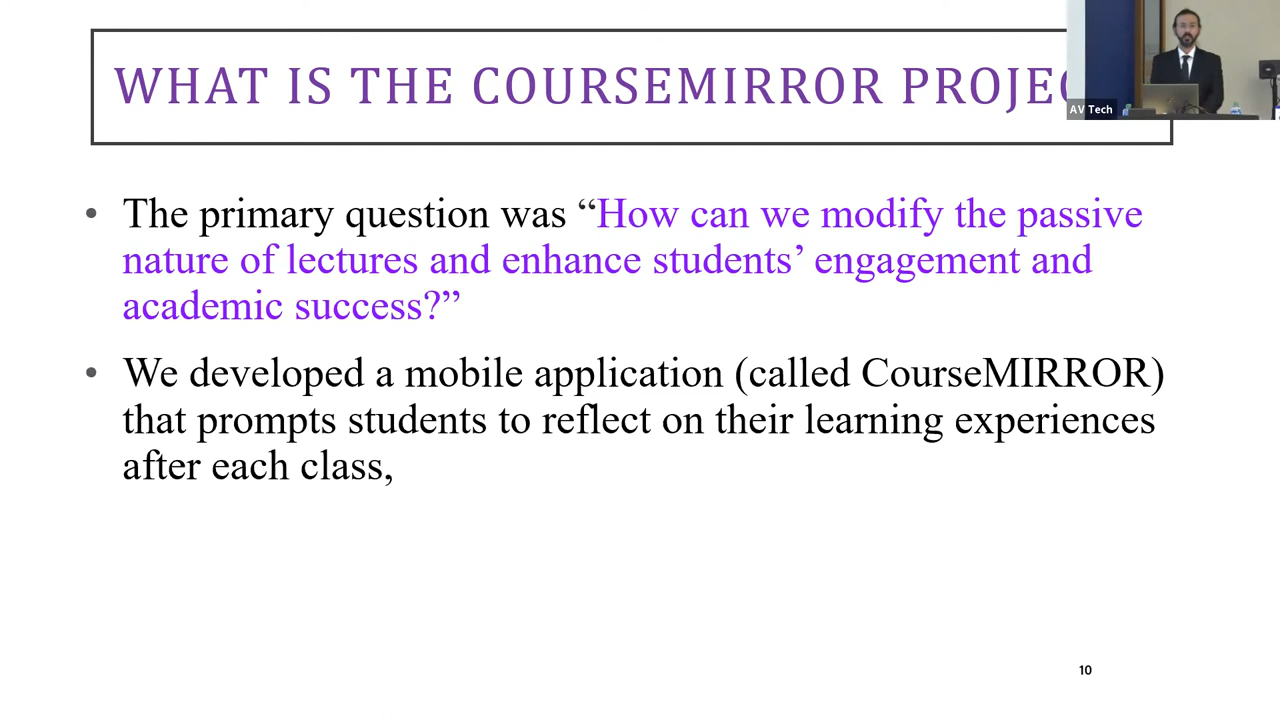 WHAT IS THE COURSEMIRROR PROJEC
AV Tech
• The primary question was “How can we modify the passive
nature of lectures and enhance students’ engagement and
academic success?”
• We developed a mobile application (called CourseMIRROR)
that prompts students to reflect on their learning experiences
after each class,
10